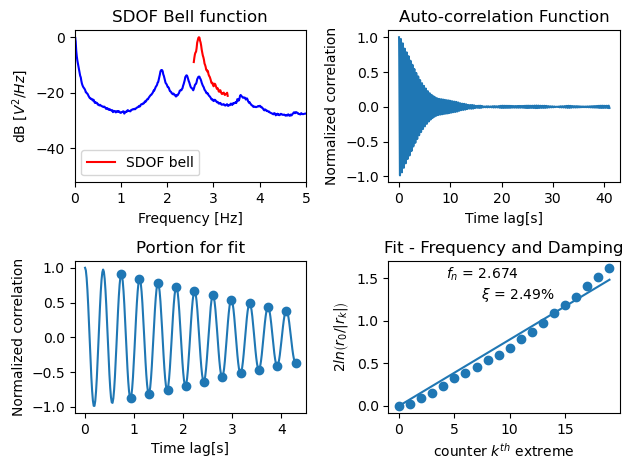 SDOF Bell function
dB [V²/Hz]
0
−20
−40
SDOF bell
0 1 2 3 4 5
Frequency [Hz]
Auto-correlation Function
Normalized correlation
1.0
0.5
0.0
−0.5
−1.0
0 10 20 30 40
Time lag[s]
Portion for fit
Normalized correlation
1.0
0.5
0.0
−0.5
−1.0
0 1 2 3 4
Time lag[s]
Fit - Frequency and Damping
2ln(r₀/|rₖ|)
1.5
1.0
0.5
0.0
fₙ = 2.674
ξ = 2.49%
0 5 10 15
counter kᵗʰ extreme